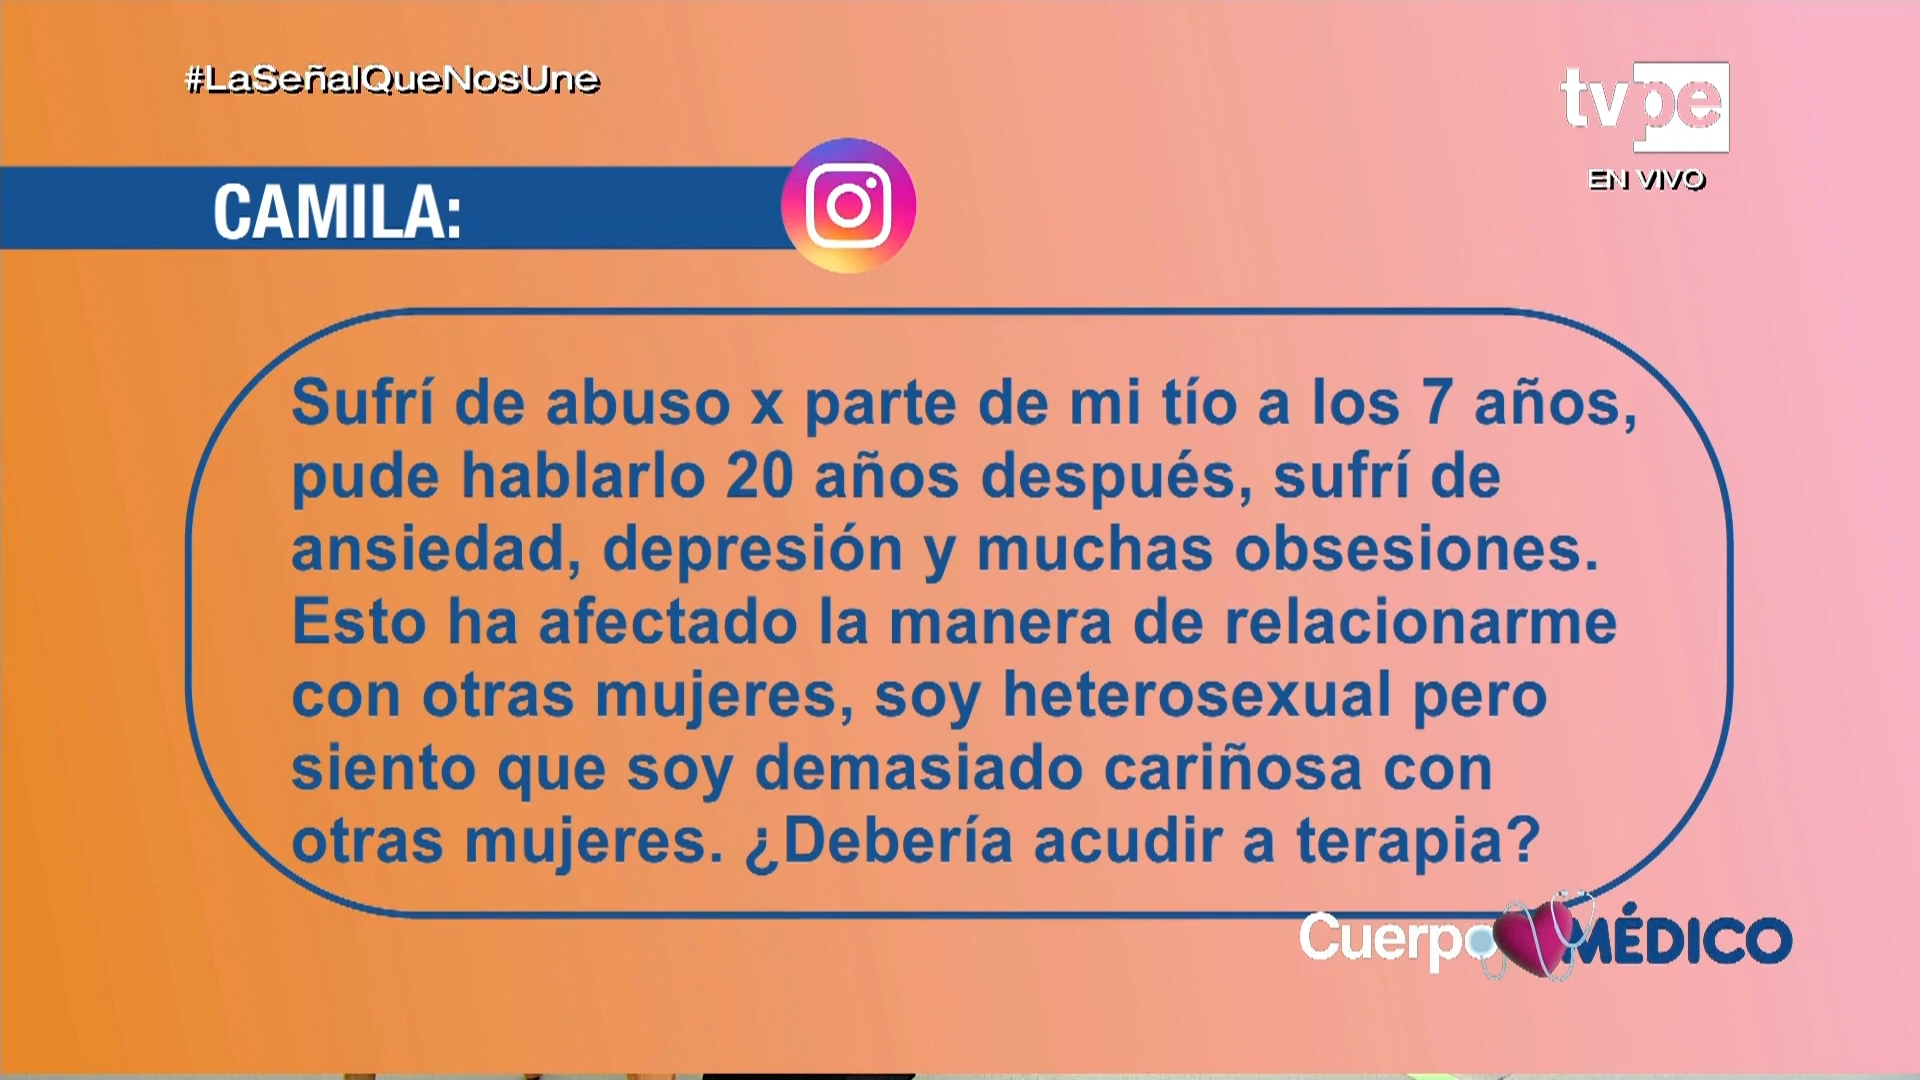 #LaSeñalQueNosUne
tvpe
EN VIVO
CAMILA:
Sufrí de abuso x parte de mi tío a los 7 años,
pude hablarlo 20 años después, sufrí de
ansiedad, depresión y muchas obsesiones.
Esto ha afectado la manera de relacionarme
con otras mujeres, soy heterosexual pero
siento que soy demasiado cariñosa con
otras mujeres. ¿Debería acudir a terapia?
Cuerpo MÉDICO